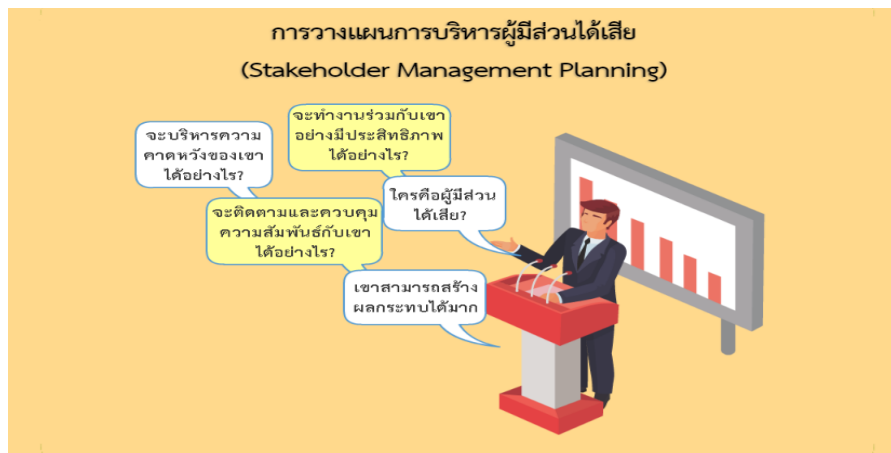 การวางแผนการบริหารผู้มีส่วนได้เสีย
(Stakeholder Management Planning)
จะทำงานร่วมกับเขา
อย่างมีประสิทธิภาพ
ได้อย่างไร?
จะบริหารความ
คาดหวังของเขา
ได้อย่างไร?
ใครคือผู้มีส่วน
ได้เสีย?
จะติดตามและควบคุม
ความสัมพันธ์กับเขา
ได้อย่างไร?
เขาสามารถสร้าง
ผลกระทบได้มาก